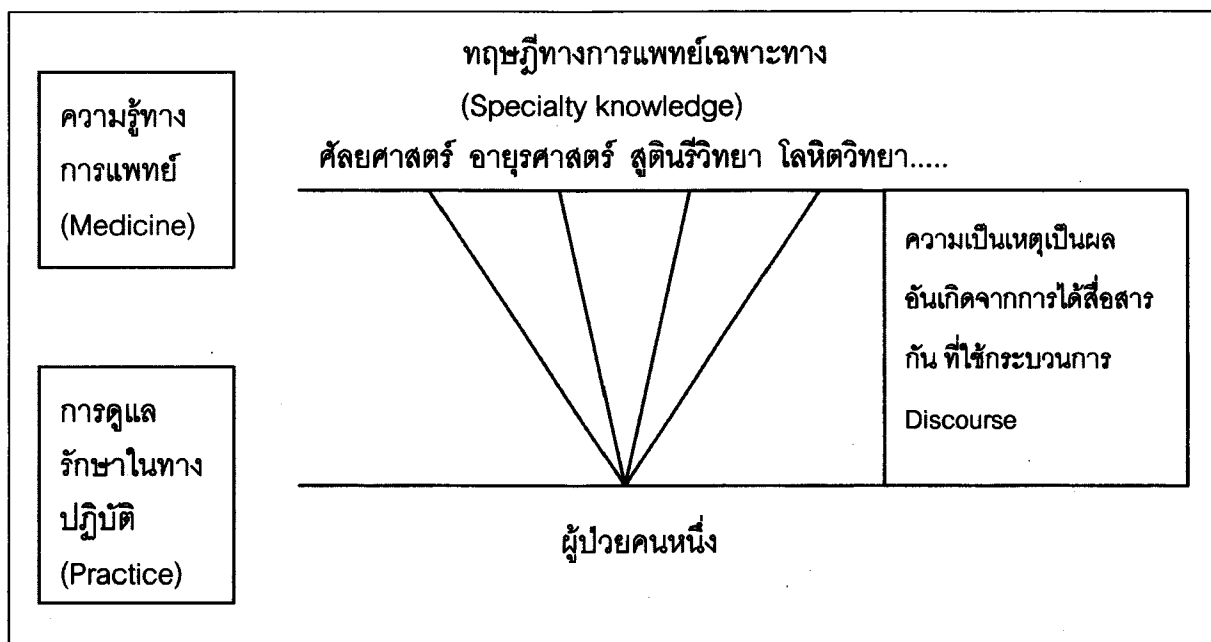 ทฤษฎีทางการแพทย์เฉพาะทาง
(Specialty knowledge)
ศัลยศาสตร์ อายุรศาสตร์ สูตินรีวิทยา โลหิตวิทยา.....
ความรู้ทาง
การแพทย์
(Medicine)
ความเป็นเหตุเป็นผล
อันเกิดจากการได้สื่อสาร
กัน ที่ใช้กระบวนการ
Discourse
การดูแล
รักษาในทาง
ปฏิบัติ
(Practice)
ผู้ป่วยคนหนึ่ง